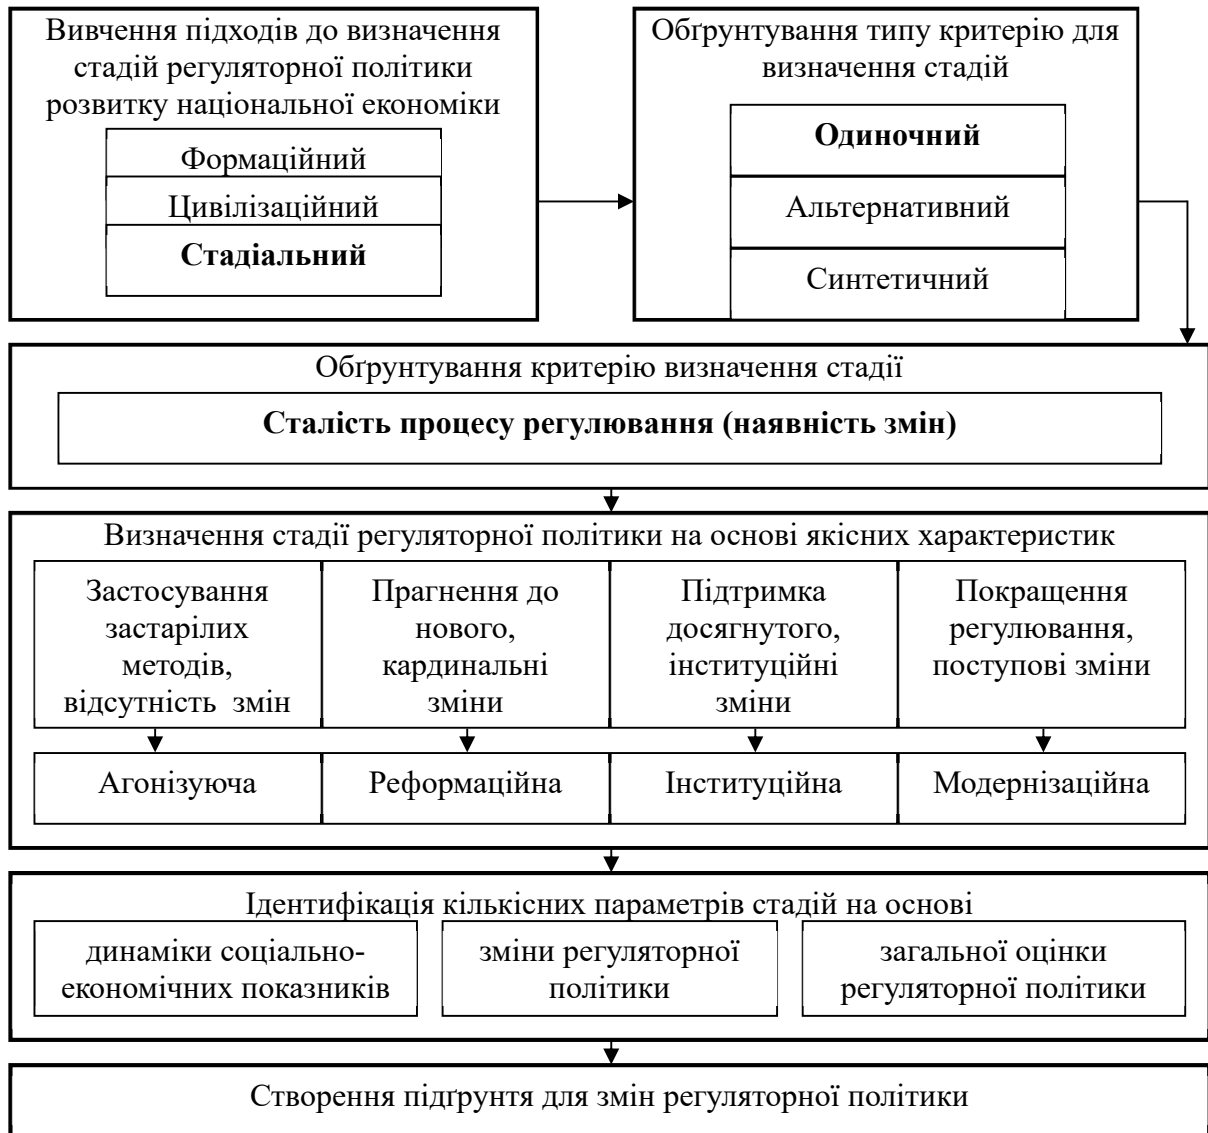 Вивчення підходів до визначення
стадій регуляторної політики
розвитку національної економіки
Формаційний
Цивілізаційний
Стадіальний
Обґрунтування типу критерію для
визначення стадій
Одиночний
Альтернативний
Синтетичний
Обґрунтування критерію визначення стадії
Сталість процесу регулювання (наявність змін)
Визначення стадії регуляторної політики на основі якісних характеристик
Застосування
застарілих
методів,
відсутність змін
Прагнення до
нового,
кардинальні
зміни
Підтримка
досягнутого,
інституційні
зміни
Покращення
регулювання,
поступові зміни
Агонізуюча
Реформаційна
Інституційна
Модернізаційна
Ідентифікація кількісних параметрів стадій на основі
динаміки соціально-
економічних показників
зміни регуляторної
політики
загальної оцінки
регуляторної політики
Створення підґрунтя для змін регуляторної політики